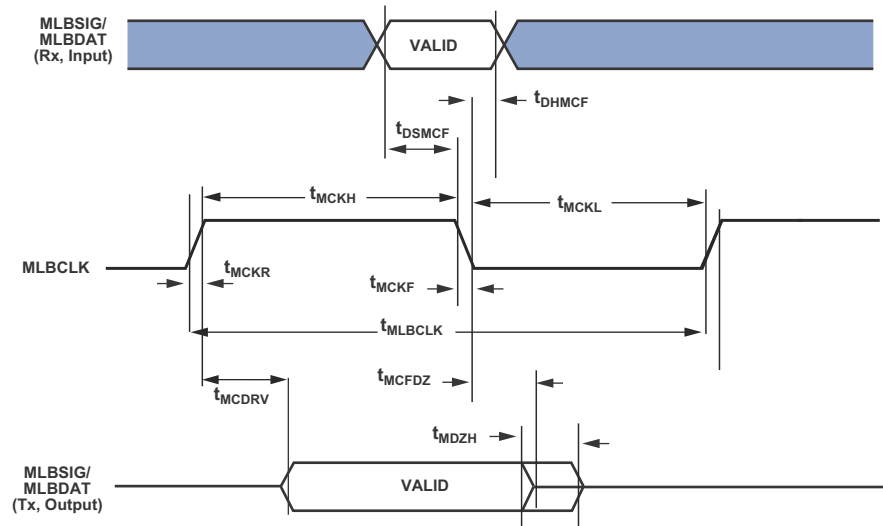 MLBSIG/
MLBDAT
(Rx, Input)
VALID
tDHMCF
tDSMCF
tMCKH
tMCKL
MLBCLK
tMCKR
tMCKF
tMLBCLK
tMCFDZ
tMCDRV
tMDZH
MLBSIG/
MLBDAT
(Tx, Output)
VALID